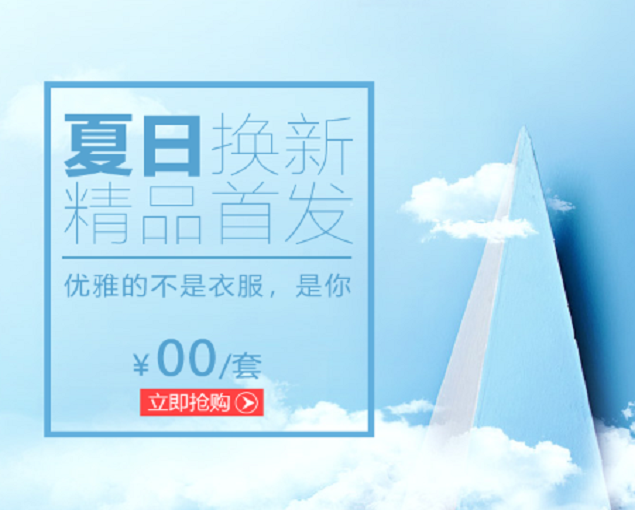 夏日换新
精品首发
优雅的不是衣服，是你
¥00/套
立即抢购